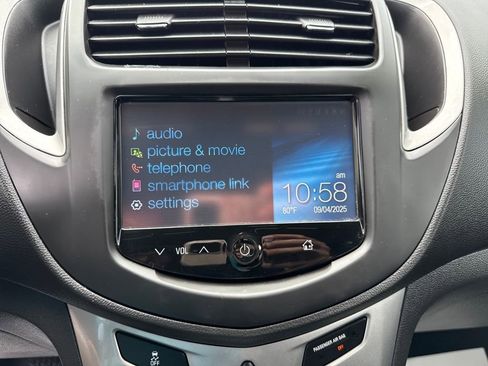 audio
picture & movie
telephone
smartphone link
settings
10:58 am
80°F 09/04/2025
VOL
OFF
PASSENGER AIR BAG
OFF